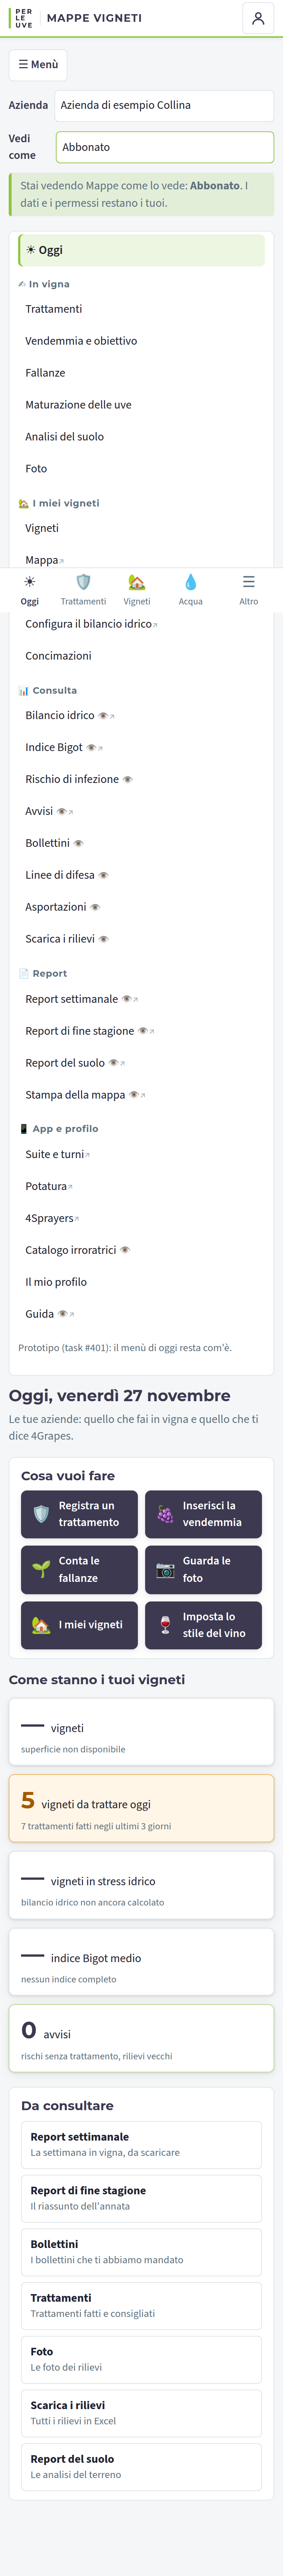 PER
LE
UVE
MAPPE VIGNETI
☰ Menù
Azienda
Azienda di esempio Collina
Vedi
come
Abbonato
Stai vedendo Mappe come lo vede: Abbonato. I
dati e i permessi restano i tuoi.
☀ Oggi
✍ In vigna
Trattamenti
Vendemmia e obiettivo
Fallanze
Maturazione delle uve
Analisi del suolo
Foto
🏡 I miei vigneti
Vigneti
Mappa↗
Oggi
Trattamenti
Vigneti
Acqua
Altro
Configura il bilancio idrico↗
Concimazioni
📊 Consulta
Bilancio idrico 👁↗
Indice Bigot 👁↗
Rischio di infezione 👁
Avvisi 👁↗
Bollettini 👁
Linee di difesa 👁
Asportazioni 👁
Scarica i rilievi 👁
📄 Report
Report settimanale 👁↗
Report di fine stagione 👁↗
Report del suolo 👁↗
Stampa della mappa 👁↗
📱 App e profilo
Suite e turni↗
Potatura↗
4Sprayers↗
Catalogo irroratrici 👁
Il mio profilo
Guida 👁↗
Prototipo (task #401): il menù di oggi resta com'è.
Oggi, venerdì 27 novembre
Le tue aziende: quello che fai in vigna e quello che ti
dice 4Grapes.
Cosa vuoi fare
Registra un
trattamento
Inserisci la
vendemmia
Conta le
fallanze
Guarda le
foto
I miei vigneti
Imposta lo
stile del vino
Come stanno i tuoi vigneti
— vigneti
superficie non disponibile
5 vigneti da trattare oggi
7 trattamenti fatti negli ultimi 3 giorni
— vigneti in stress idrico
bilancio idrico non ancora calcolato
— indice Bigot medio
nessun indice completo
0 avvisi
rischi senza trattamento, rilievi vecchi
Da consultare
Report settimanale
La settimana in vigna, da scaricare
Report di fine stagione
Il riassunto dell'annata
Bollettini
I bollettini che ti abbiamo mandato
Trattamenti
Trattamenti fatti e consigliati
Foto
Le foto dei rilievi
Scarica i rilievi
Tutti i rilievi in Excel
Report del suolo
Le analisi del terreno